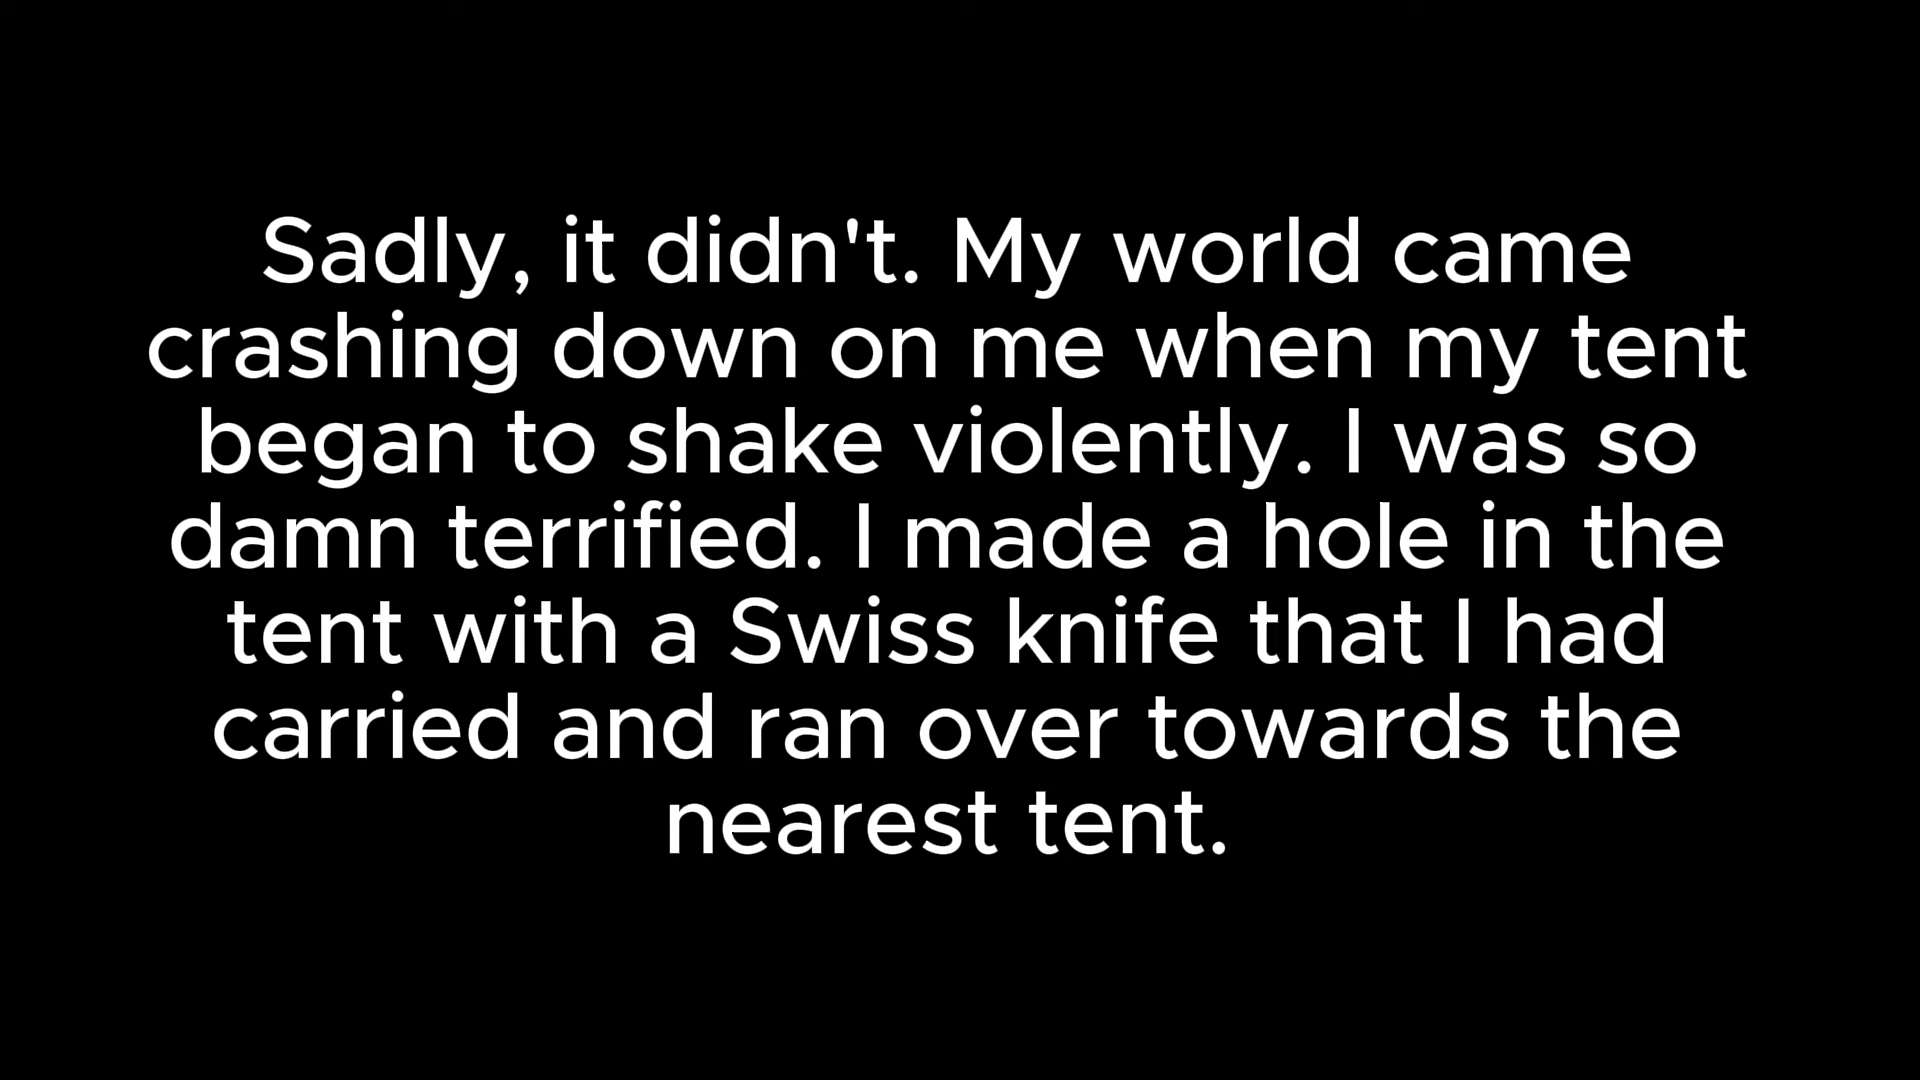 Sadly, it didn't. My world came
crashing down on me when my tent
began to shake violently. I was so
damn terrified. I made a hole in the
tent with a Swiss knife that I had
carried and ran over towards the
nearest tent.